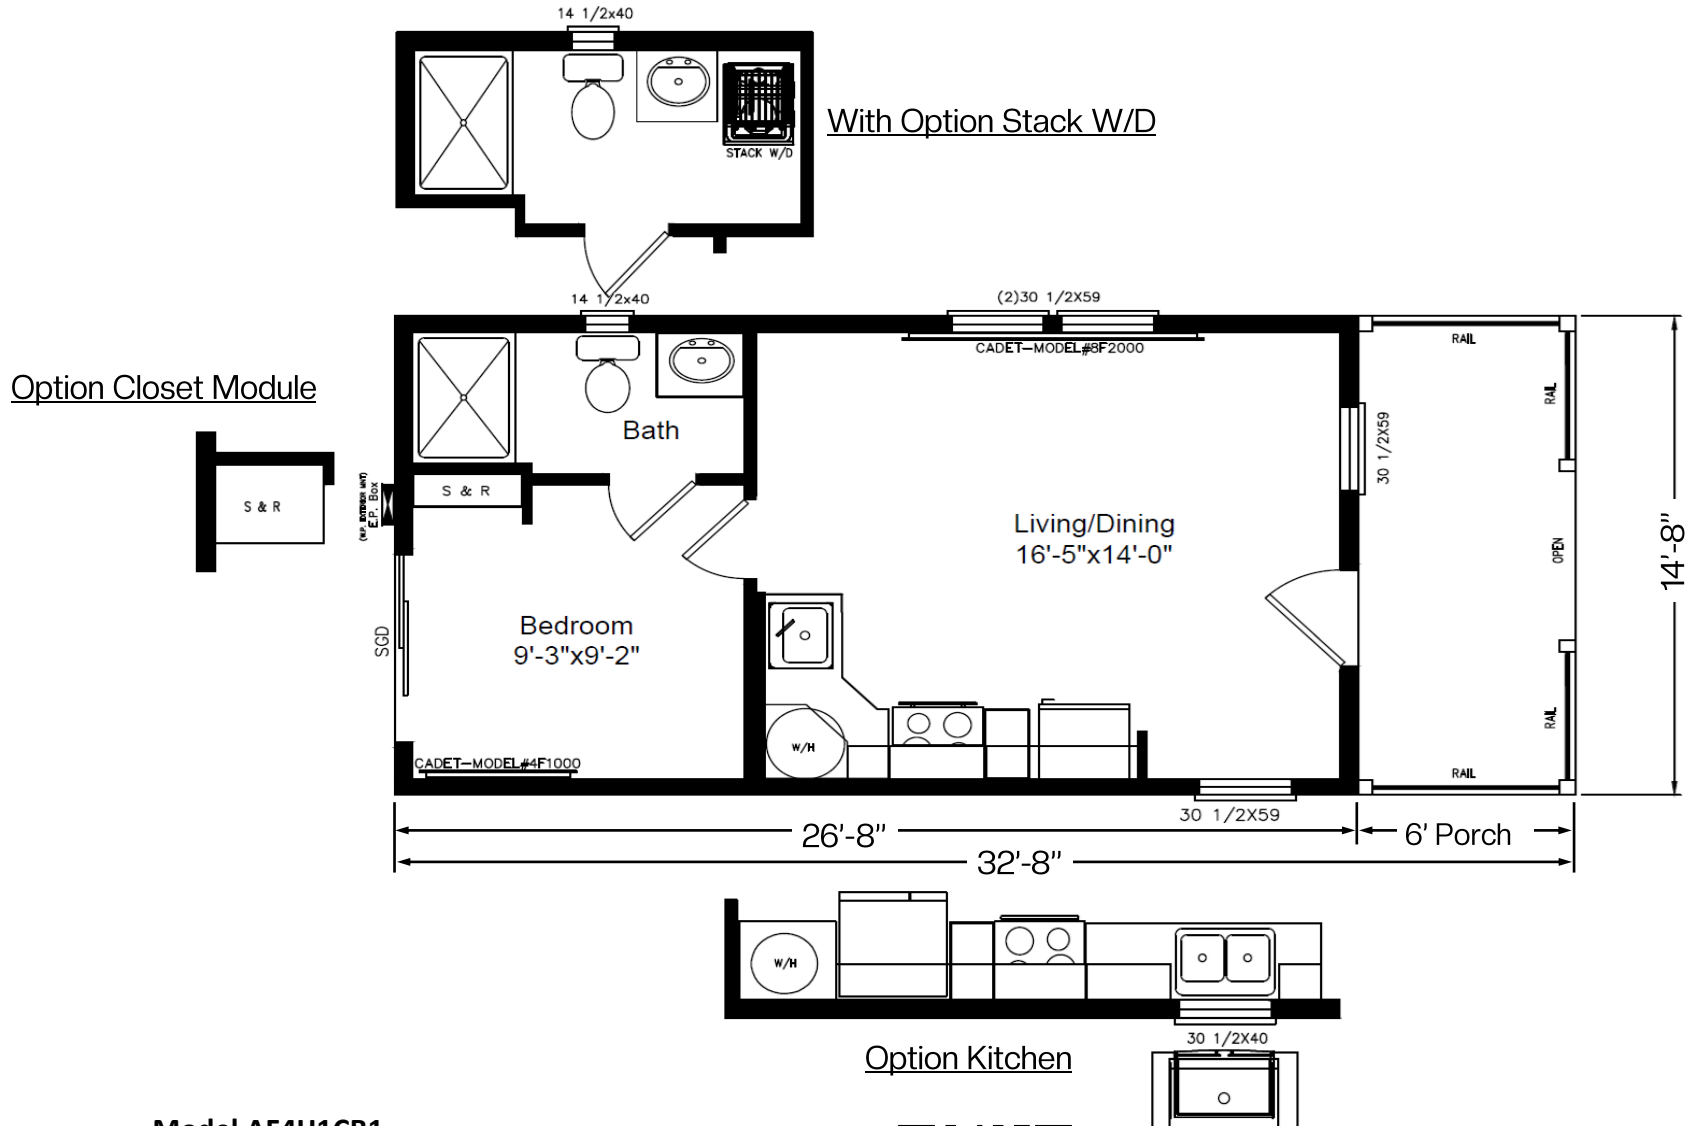 14 1/2x40
With Option Stack W/D
STACK W/D
14 1/2x40
(2)30 1/2X59
CADET-MODEL#8F2000
RAIL
RAIL
Option Closet Module
30 1/2X59
Bath
S & R
S & R
E.P. Box
Living/Dining
16'-5"x14'-0"
OPEN
14'-8"
Bedroom
9'-3"x9'-2"
SGD
RAIL
W/H
CADET-MODEL#4F1000
RAIL
30 1/2X59
26'-8"
6' Porch
32'-8"
W/H
30 1/2X40
Option Kitchen